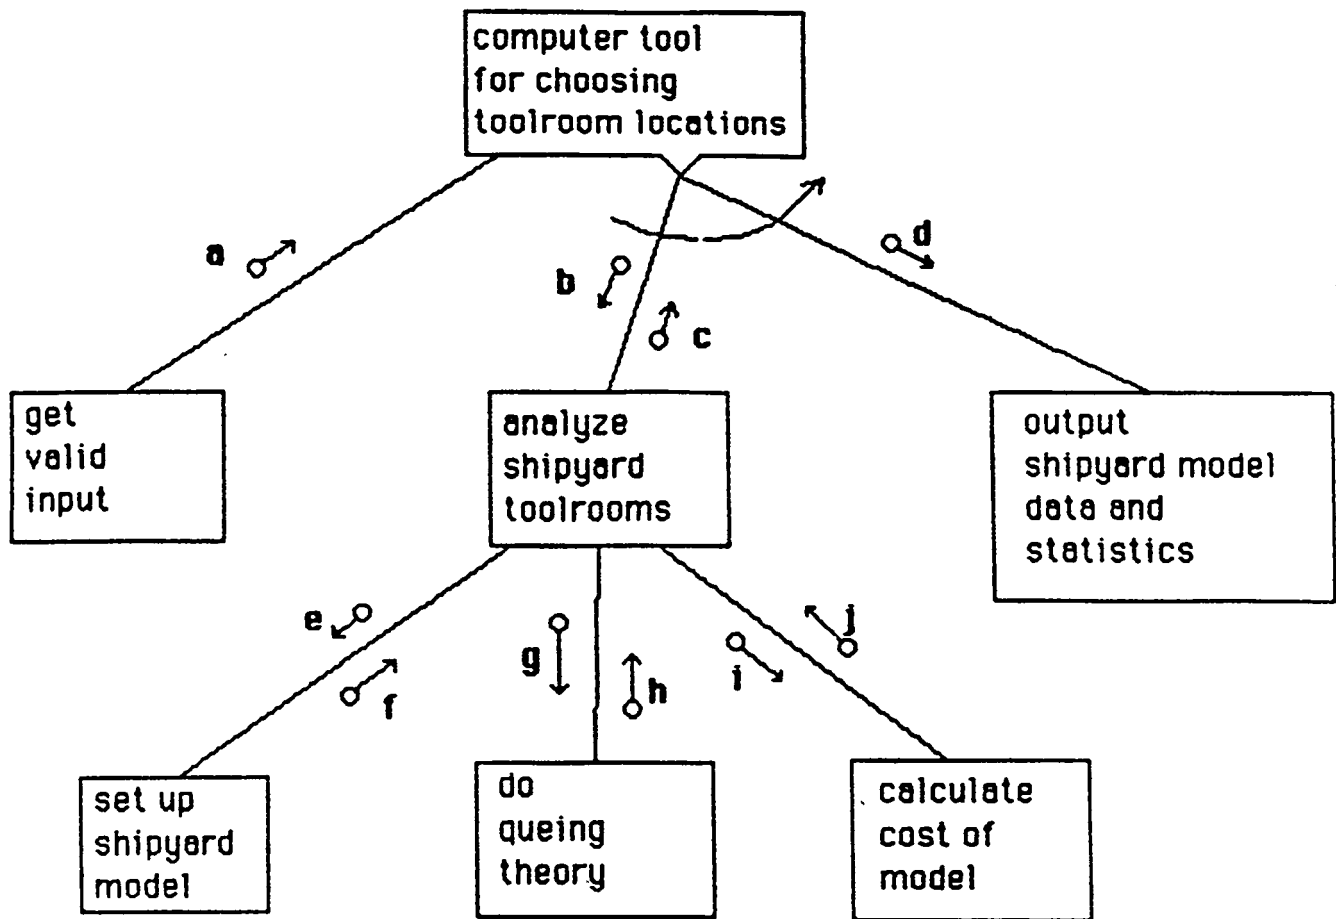 computer tool
for choosing
toolroom locations
a
b
c
d
get
valid
input
analyze
shipyard
toolrooms
output
shipyard model
data and
statistics
e
f
g
h
i
j
set up
shipyard
model
do
queing
theory
calculate
cost of
model